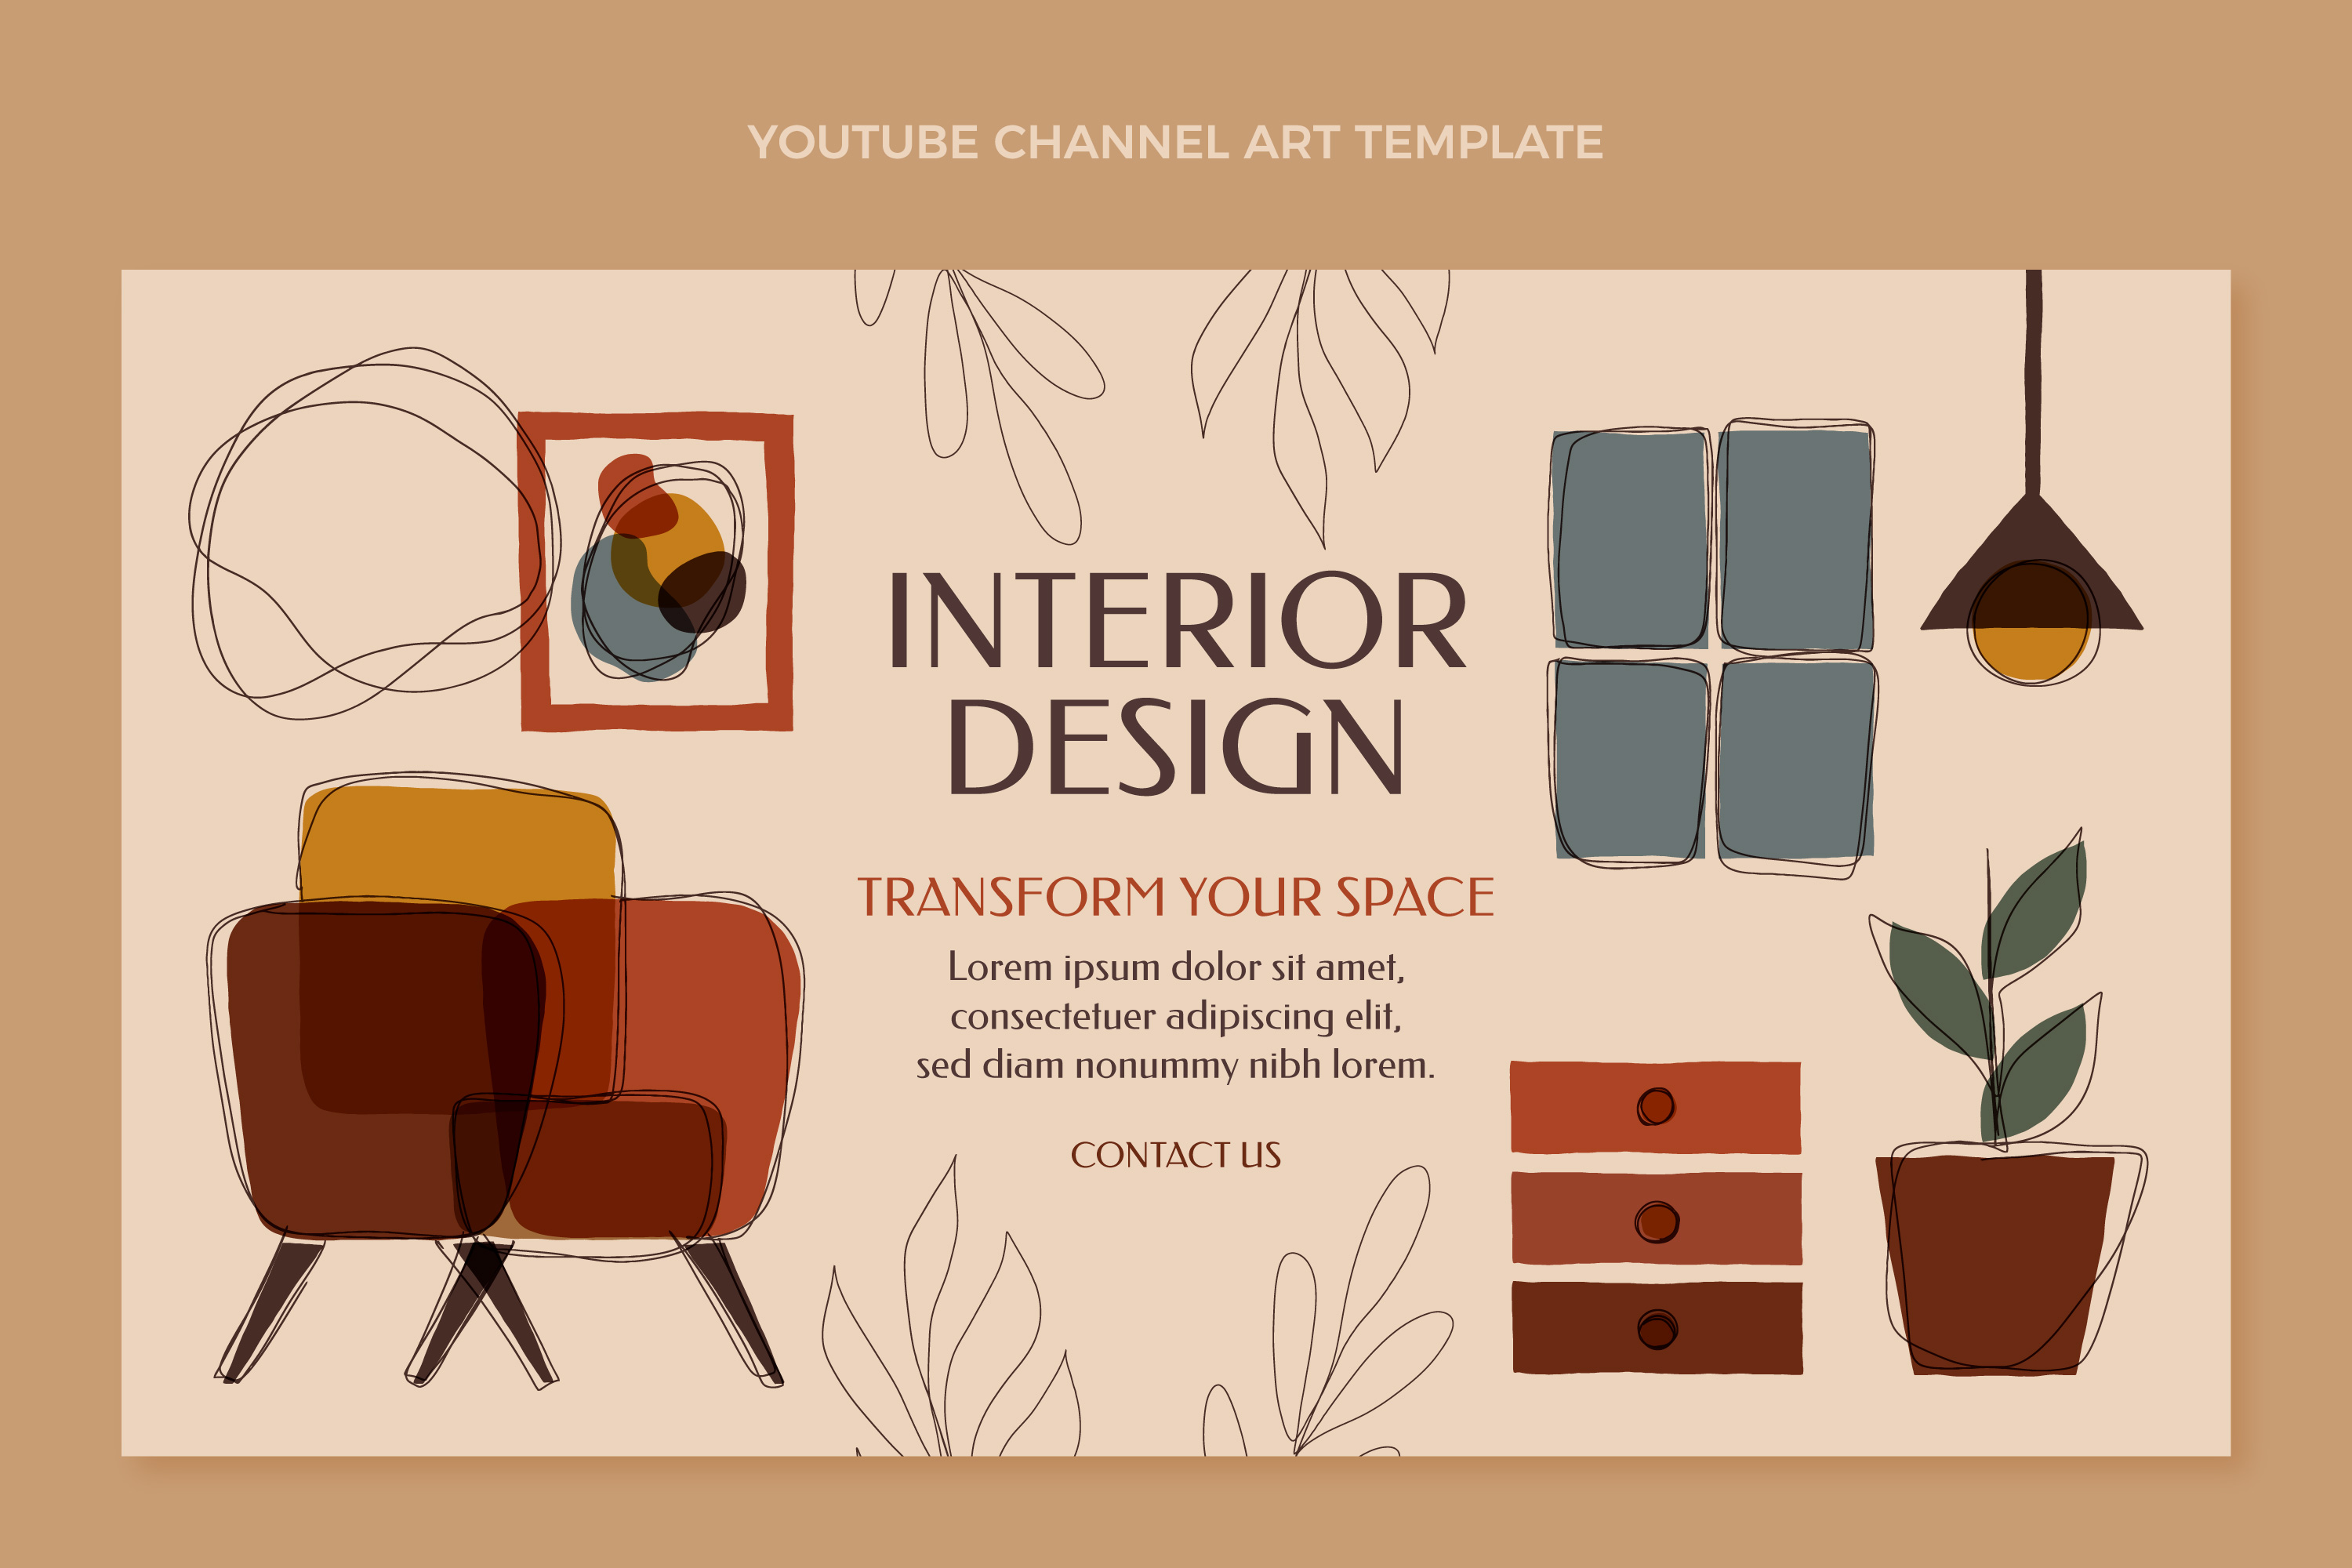 YOUTUBE CHANNEL ART TEMPLATE
INTERIOR
DESIGN
TRANSFORM YOUR SPACE
Lorem ipsum dolor sit amet,
consectetuer adipiscing elit,
sed diam nonummy nibh lorem.
CONTACT US